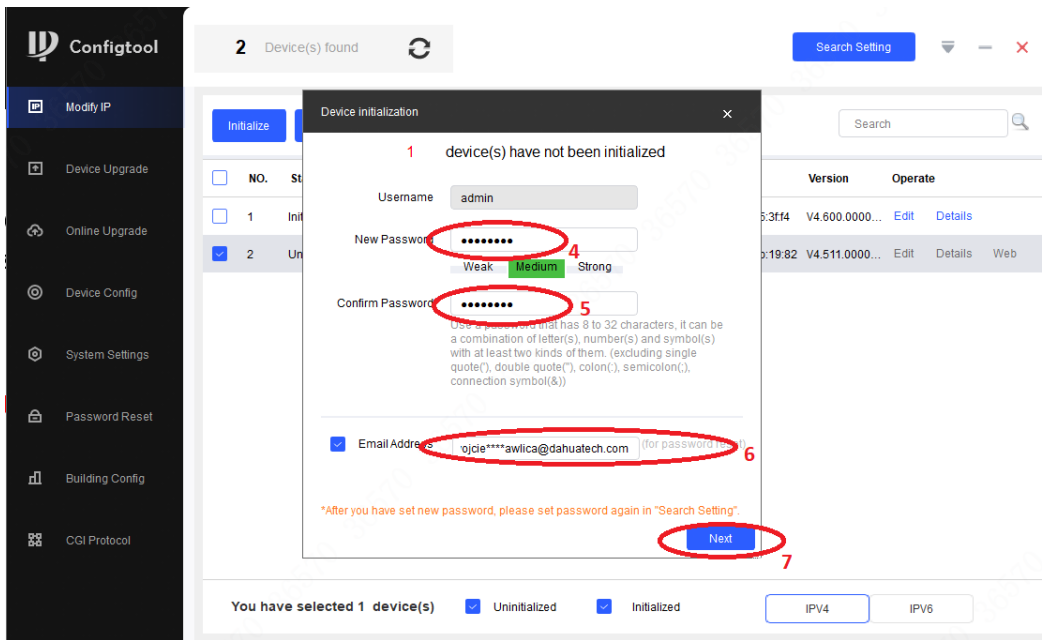 Configtool
2 Device(s) found
Search Setting
Modify IP
Device Upgrade
Online Upgrade
Device Config
System Settings
Password Reset
Building Config
CGI Protocol
Initialize
Search
NO.
Version
Operate
1
V4.600.0000... Edit Details
2
V4.511.0000... Edit Details Web
Device initialization
1 device(s) have not been initialized
Username admin
New Password ●●●●●●●● 4
Weak Medium Strong
Confirm Password ●●●●●●●● 5
Use a password that has 8 to 32 characters, it can be
a combination of letter(s), number(s) and symbol(s)
with at least two kinds of them. (excluding single
quote('), double quote("), colon(:), semicolon(;),
connection symbol(&))
Email Address ojcie****awlica@dahuatech.com (for password reset) 6
*After you have set new password, please set password again in "Search Setting".
Next 7
You have selected 1 device(s) Uninitialized Initialized IPV4 IPV6